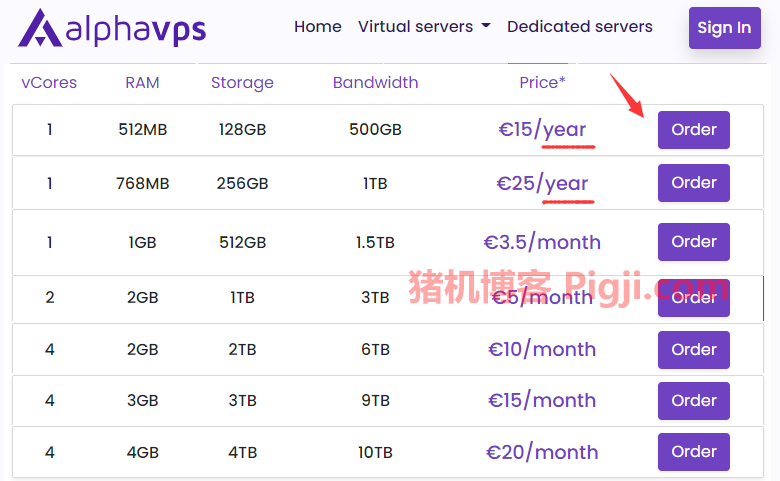 alphavps Home Virtual servers Dedicated servers Sign In
vCores RAM Storage Bandwidth Price*
1 512MB 128GB 500GB €15/year Order
1 768MB 256GB 1TB €25/year Order
1 1GB 512GB 1.5TB €3.5/month Order
猪机博客 Pigji.com
2 2GB 1TB 3TB €5/month Order
4 2GB 2TB 6TB €10/month Order
4 3GB 3TB 9TB €15/month Order
4 4GB 4TB 10TB €20/month Order